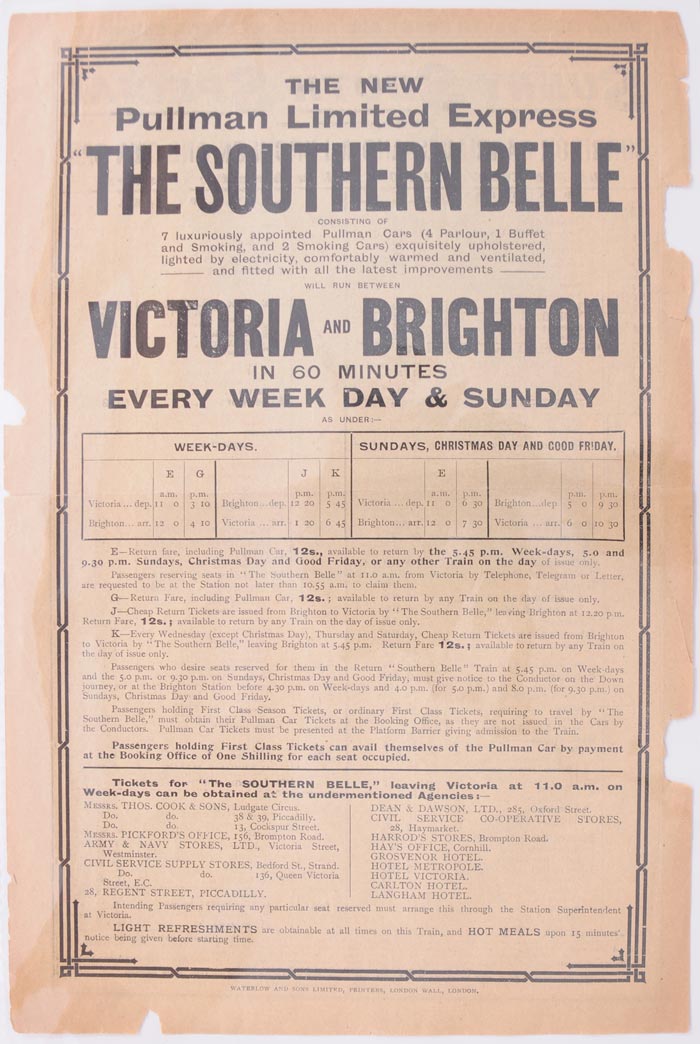 THE NEW
Pullman Limited Express
"THE SOUTHERN BELLE"
CONSISTING OF
7 luxuriously appointed Pullman Cars (4 Parlour, 1 Buffet
and Smoking, and 2 Smoking Cars) exquisitely upholstered,
lighted by electricity, comfortably warmed and ventilated,
and fitted with all the latest improvements
WILL RUN BETWEEN
VICTORIA AND BRIGHTON
IN 60 MINUTES
EVERY WEEK DAY & SUNDAY
AS UNDER:—
WEEK-DAYS. SUNDAYS, CHRISTMAS DAY AND GOOD FRIDAY.
E G J K E
a.m. p.m. p.m. p.m. a.m. p.m. p.m. p.m.
Victoria ... dep. 11 0 3 10 Brighton ... dep. 12 20 5 45 Victoria ... dep. 11 0 6 30 Brighton ... dep. 5 0 9 30
Brighton ... arr. 12 0 4 10 Victoria ... arr. 1 20 6 45 Brighton ... arr. 12 0 7 30 Victoria ... arr. 6 0 10 30
E—Return fare, including Pullman Car, 12s., available to return by the 5.45 p.m. Week-days, 5.0 and
9.30 p.m. Sundays, Christmas Day and Good Friday, or any other Train on the day of issue only.
Passengers reserving seats in "The Southern Belle" at 11.0 a.m. from Victoria by Telephone, Telegram or Letter,
are requested to be at the Station not later than 10.55 a.m. to claim them.
G—Return Fare, including Pullman Car, 12s.; available to return by any Train on the day of issue only.
J—Cheap Return Tickets are issued from Brighton to Victoria by "The Southern Belle," leaving Brighton at 12.20 p.m.
Return Fare, 12s.; available to return by any Train on the day of issue only.
K—Every Wednesday (except Christmas Day), Thursday and Saturday, Cheap Return Tickets are issued from Brighton
to Victoria by "The Southern Belle," leaving Brighton at 5.45 p.m. Return Fare 12s.; available to return by any Train on
the day of issue only.
Passengers who desire seats reserved for them in the Return "Southern Belle" Train at 5.45 p.m. on Week-days
and the 5.0 p.m. or 9.30 p.m. on Sundays, Christmas Day and Good Friday, must give notice to the Conductor on the Down
journey, or at the Brighton Station before 4.30 p.m. on Week-days and 4.0 p.m. (for 5.0 p.m.) and 8.0 p.m. (for 9.30 p.m.) on
Sundays, Christmas Day and Good Friday.
Passengers holding First Class Season Tickets, or ordinary First Class Tickets, requiring to travel by "The
Southern Belle," must obtain their Pullman Car Tickets at the Booking Office, as they are not issued in the Cars by
the Conductors. Pullman Car Tickets must be presented at the Platform Barrier giving admission to the Train.
Passengers holding First Class Tickets can avail themselves of the Pullman Car by payment
at the Booking Office of One Shilling for each seat occupied.
Tickets for "The SOUTHERN BELLE," leaving Victoria at 11.0 a.m. on
Week-days can be obtained at the undermentioned Agencies:—
MESSRS. THOS. COOK & SONS, Ludgate Circus.
Do. do. 38 & 39, Piccadilly.
Do. do. 13, Cockspur Street.
MESSRS. PICKFORD'S OFFICE, 156, Brompton Road.
ARMY & NAVY STORES, LTD., Victoria Street,
Westminster.
CIVIL SERVICE SUPPLY STORES, Bedford St., Strand.
Do. do. 136, Queen Victoria
Street, E.C.
28, REGENT STREET, PICCADILLY.
DEAN & DAWSON, LTD., 285, Oxford Street.
CIVIL SERVICE CO-OPERATIVE STORES,
28, Haymarket.
HARROD'S STORES, Brompton Road.
HAY'S OFFICE, Cornhill.
GROSVENOR HOTEL.
HOTEL METROPOLE.
HOTEL VICTORIA.
CARLTON HOTEL.
LANGHAM HOTEL.
Intending Passengers requiring any particular seat reserved must arrange this through the Station Superintendent
at Victoria.
LIGHT REFRESHMENTS are obtainable at all times on this Train, and HOT MEALS upon 15 minutes'
notice being given before starting time.
WATERLOW AND SONS LIMITED, PRINTERS, LONDON WALL, LONDON.